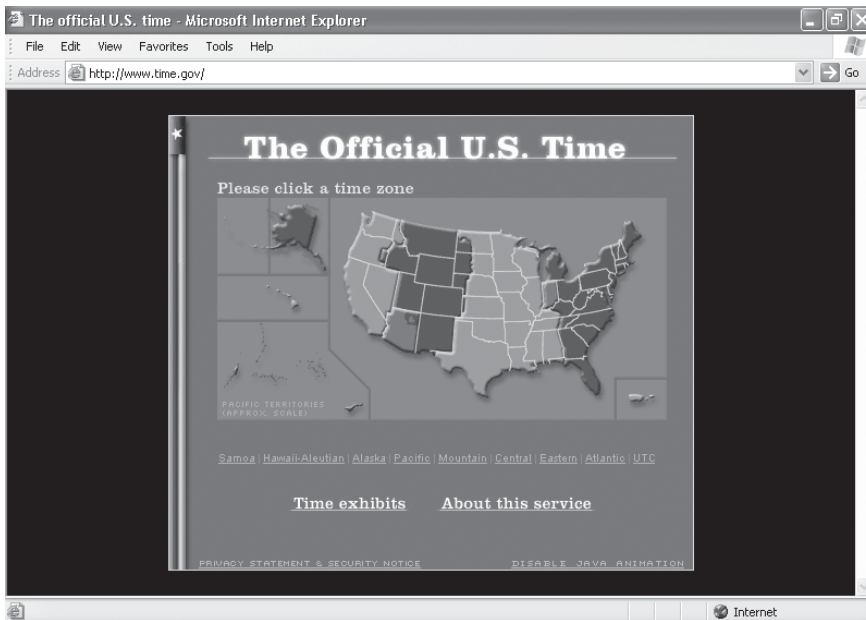 The official U.S. time - Microsoft Internet Explorer
File Edit View Favorites Tools Help
Address http://www.time.gov/ Go
The Official U.S. Time
Please click a time zone
PACIFIC TERRITORIES
(APPROX. SCALE)
Samoa | Hawaii-Aleutian | Alaska | Pacific | Mountain | Central | Eastern | Atlantic | UTC
Time exhibits About this service
PRIVACY STATEMENT & SECURITY NOTICE DISABLE JAVA ANIMATION
Internet